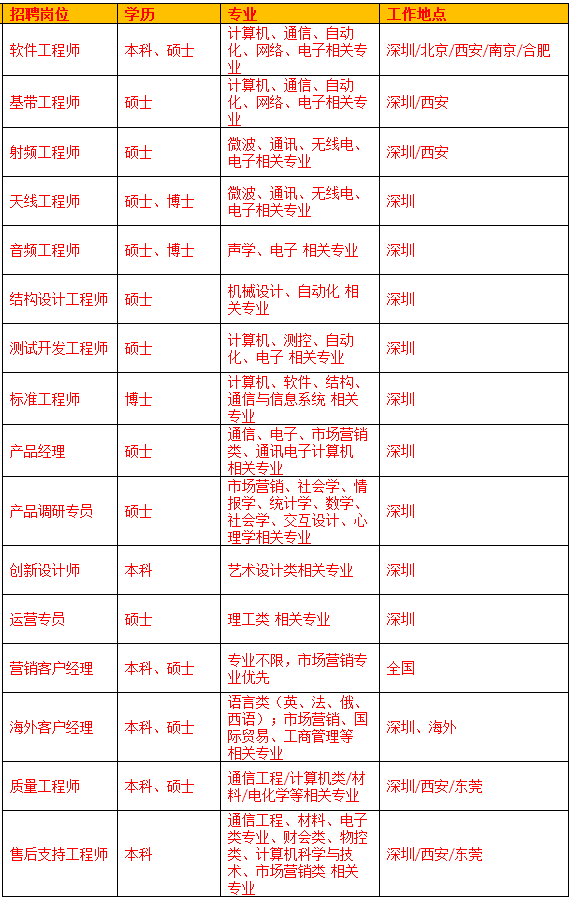 招聘岗位 学历 专业 工作地点
软件工程师 本科、硕士 计算机、通信、自动
化、网络、电子相关专
业 深圳/北京/西安/南京/合肥
基带工程师 硕士 计算机、通信、自动
化、网络、电子相关专
业 深圳/西安
射频工程师 硕士 微波、通讯、无线电、
电子相关专业 深圳/西安
天线工程师 硕士、博士 微波、通讯、无线电、
电子相关专业 深圳
音频工程师 硕士、博士 声学、电子 相关专业 深圳
结构设计工程师 硕士 机械设计、自动化 相
关专业 深圳
测试开发工程师 硕士 计算机、测控、自动
化、电子 相关专业 深圳
标准工程师 博士 计算机、软件、结构、
通信与信息系统 相关
专业 深圳
产品经理 硕士 通信、电子、市场营销
类、通讯电子计算机
相关专业 深圳
产品调研专员 硕士 市场营销、社会学、情
报学、统计学、数学、
社会学、交互设计、心
理学相关专业 深圳
创新设计师 本科 艺术设计类相关专业 深圳
运营专员 硕士 理工类 相关专业 深圳
营销客户经理 本科、硕士 专业不限，市场营销专
业优先 全国
海外客户经理 本科、硕士 语言类（英、法、俄、
西语）；市场营销、国
际贸易、工商管理等
相关专业 深圳、海外
质量工程师 本科、硕士 通信工程/计算机类/材
料/电化学等相关专业 深圳/西安/东莞
售后支持工程师 本科 通信工程、材料、电子
类专业、财会类、物控
类、计算机科学与技
术、市场营销类 相关
专业 深圳/西安/东莞